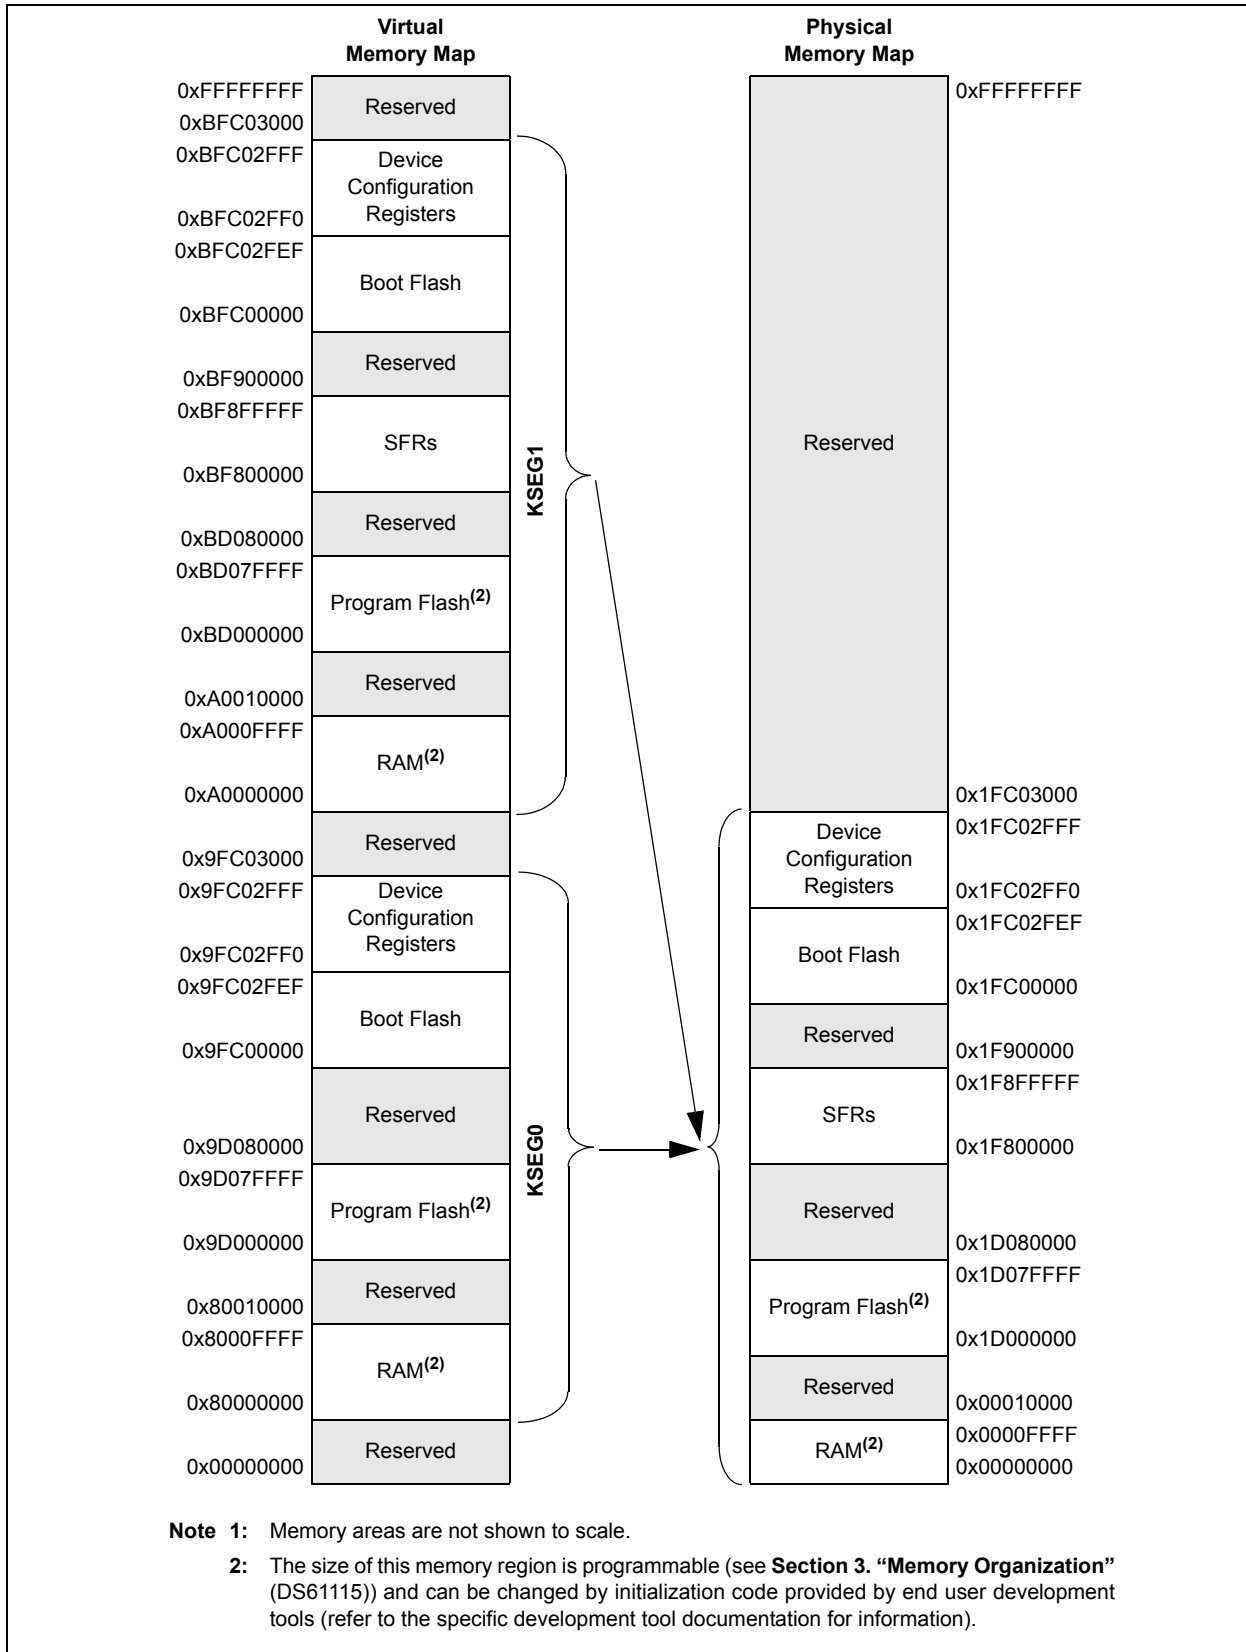 Virtual
Memory Map
0xFFFFFFFF
Reserved
0xBFC03000
0xBFC02FFF
Device
Configuration
Registers
0xBFC02FF0
0xBFC02FEF
Boot Flash
0xBFC00000
Reserved
0xBF900000
0xBF8FFFFF
SFRs
0xBF800000
Reserved
0xBD080000
0xBD07FFFF
Program Flash(2)
0xBD000000
Reserved
0xA0010000
0xA000FFFF
RAM(2)
0xA0000000
KSEG1
Reserved
0x9FC03000
0x9FC02FFF
Device
Configuration
Registers
0x9FC02FF0
0x9FC02FEF
Boot Flash
0x9FC00000
Reserved
0x9D080000
0x9D07FFFF
Program Flash(2)
0x9D000000
Reserved
0x80010000
0x8000FFFF
RAM(2)
0x80000000
KSEG0
Reserved
0x00000000
Physical
Memory Map
0xFFFFFFFF
Reserved
0x1FC03000
0x1FC02FFF
Device
Configuration
Registers
0x1FC02FF0
0x1FC02FEF
Boot Flash
0x1FC00000
Reserved
0x1F900000
0x1F8FFFFF
SFRs
0x1F800000
Reserved
0x1D080000
0x1D07FFFF
Program Flash(2)
0x1D000000
Reserved
0x00010000
0x0000FFFF
RAM(2)
0x00000000
Note 1: Memory areas are not shown to scale.
2: The size of this memory region is programmable (see Section 3. “Memory Organization”
(DS61115)) and can be changed by initialization code provided by end user development
tools (refer to the specific development tool documentation for information).